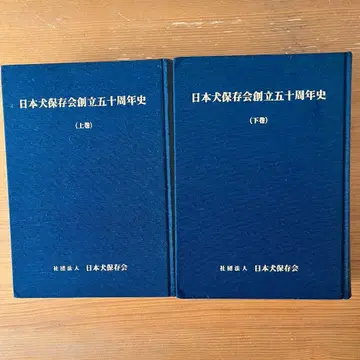 日本犬保存会創立五十周年史
(上巻)
社団法人 日本犬保存会
日本犬保存会創立五十周年史
(下巻)
社団法人 日本犬保存会